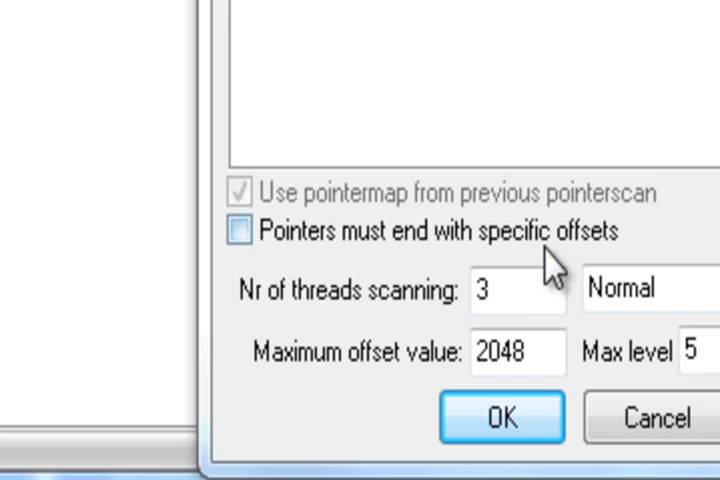 Use pointermap from previous pointerscan
Pointers must end with specific offsets
Nr of threads scanning: 3 Normal
Maximum offset value: 2048 Max level 5
OK Cancel